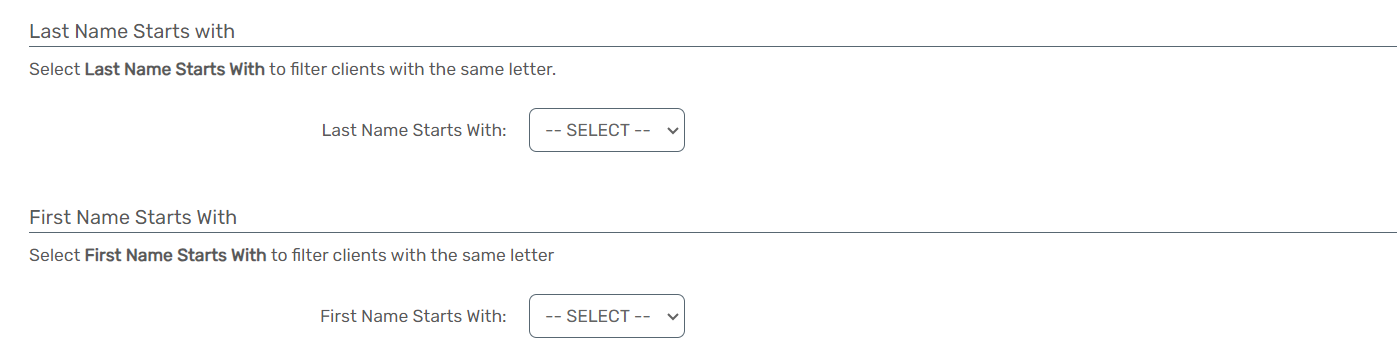 Last Name Starts with
Select Last Name Starts With to filter clients with the same letter.
Last Name Starts With: -- SELECT --
First Name Starts With
Select First Name Starts With to filter clients with the same letter
First Name Starts With: -- SELECT --